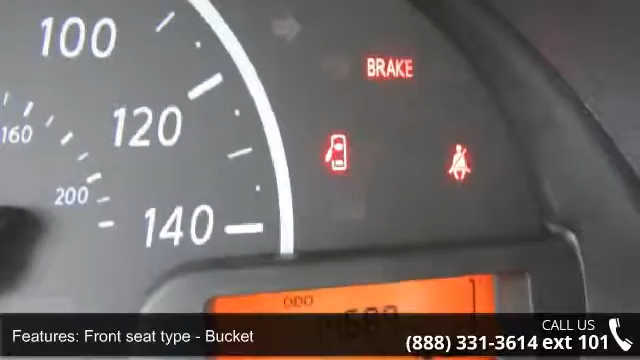 100
BRAKE
120
160
200
140
ODO
Features: Front seat type - Bucket
CALL US
(888) 331-3614 ext 101